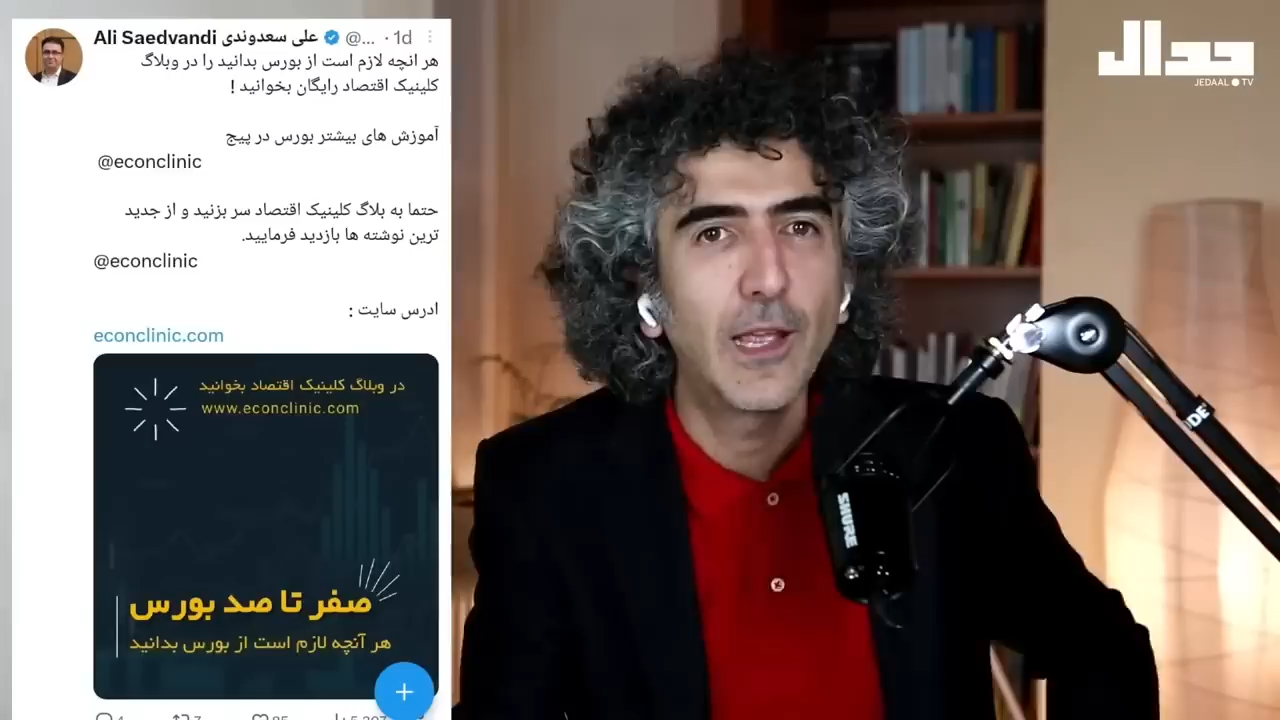 Ali Saedvandi علی سعدوندی @... · 1d
هر انچه لازم است از بورس بدانید را در وبلاگ
کلینیک اقتصاد رایگان بخوانید !
آموزش های بیشتر بورس در پیج
@econclinic
حتما به بلاگ کلینیک اقتصاد سر بزنید و از جدید
ترین نوشته ها بازدید فرمایید.
@econclinic
ادرس سایت :
econclinic.com
در وبلاگ کلینیک اقتصاد بخوانید
www.econclinic.com
صفر تا صد بورس
هر آنچه لازم است از بورس بدانید
جدال
JEDAAL TV
SHURE